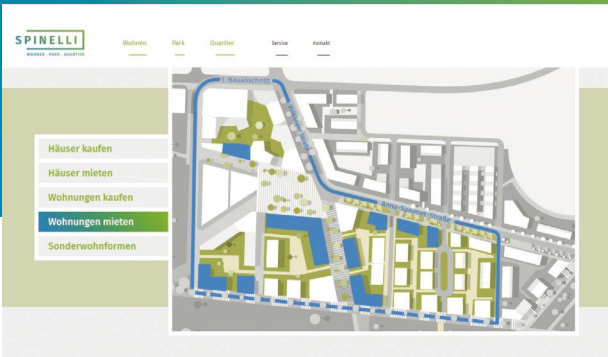 SPINELLI
WOHNEN . PARK . QUARTIER
Wohnen
Park
Quartier
Service
Kontakt
Häuser kaufen
Häuser mieten
Wohnungen kaufen
Wohnungen mieten
Sonderwohnformen
1. Bauabschnitt
Anna-Sammet-Straße